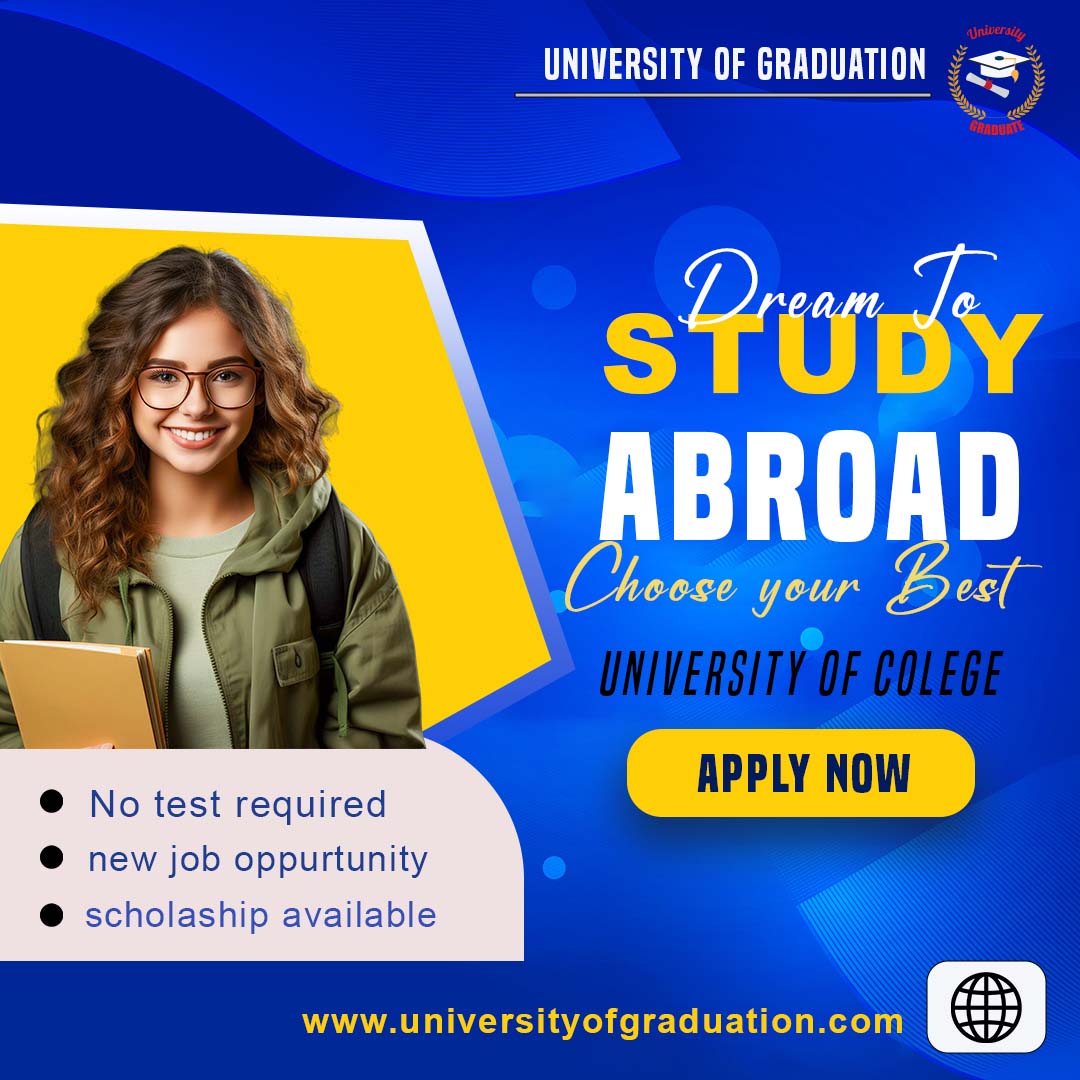 UNIVERSITY OF GRADUATION
University
GRADUATE
Dream To
STUDY
ABROAD
Choose your Best
UNIVERSITY OF COLEGE
APPLY NOW
No test required
new job oppurtunity
scholaship available
www.universityofgraduation.com